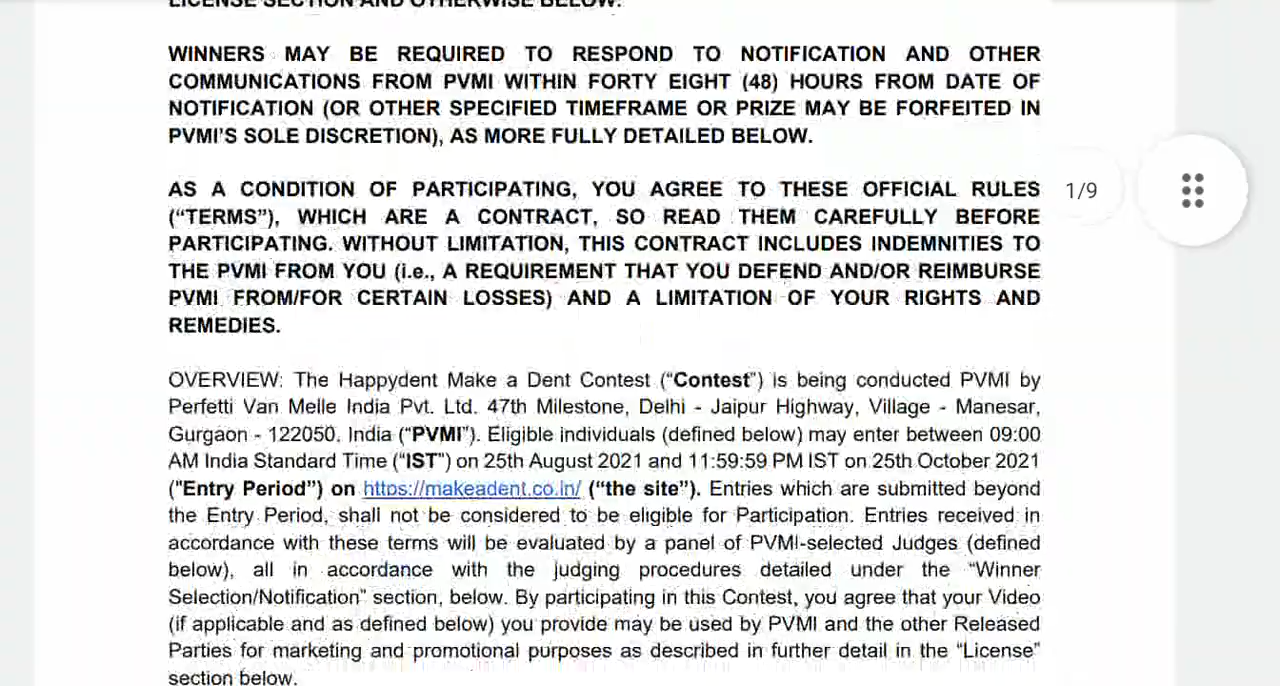 LICENSE SECTION AND OTHERWISE BELOW.
WINNERS MAY BE REQUIRED TO RESPOND TO NOTIFICATION AND OTHER
COMMUNICATIONS FROM PVMI WITHIN FORTY EIGHT (48) HOURS FROM DATE OF
NOTIFICATION (OR OTHER SPECIFIED TIMEFRAME OR PRIZE MAY BE FORFEITED IN
PVMI'S SOLE DISCRETION), AS MORE FULLY DETAILED BELOW.
AS A CONDITION OF PARTICIPATING, YOU AGREE TO THESE OFFICIAL RULES
1/9
(“TERMS”), WHICH ARE A CONTRACT, SO READ THEM CAREFULLY BEFORE
PARTICIPATING. WITHOUT LIMITATION, THIS CONTRACT INCLUDES INDEMNITIES TO
THE PVMI FROM YOU (i.e., A REQUIREMENT THAT YOU DEFEND AND/OR REIMBURSE
PVMI FROM/FOR CERTAIN LOSSES) AND A LIMITATION OF YOUR RIGHTS AND
REMEDIES.
OVERVIEW: The Happydent Make a Dent Contest (“Contest”) is being conducted PVMI by
Perfetti Van Melle India Pvt. Ltd. 47th Milestone, Delhi - Jaipur Highway, Village - Manesar,
Gurgaon - 122050, India (“PVMI”). Eligible individuals (defined below) may enter between 09:00
AM India Standard Time (“IST”) on 25th August 2021 and 11:59:59 PM IST on 25th October 2021
("Entry Period”) on https://makeadent.co.in/ (“the site”). Entries which are submitted beyond
the Entry Period, shall not be considered to be eligible for Participation. Entries received in
accordance with these terms will be evaluated by a panel of PVMI-selected Judges (defined
below), all in accordance with the judging procedures detailed under the “Winner
Selection/Notification” section, below. By participating in this Contest, you agree that your Video
(if applicable and as defined below) you provide may be used by PVMI and the other Released
Parties for marketing and promotional purposes as described in further detail in the “License”
section below.